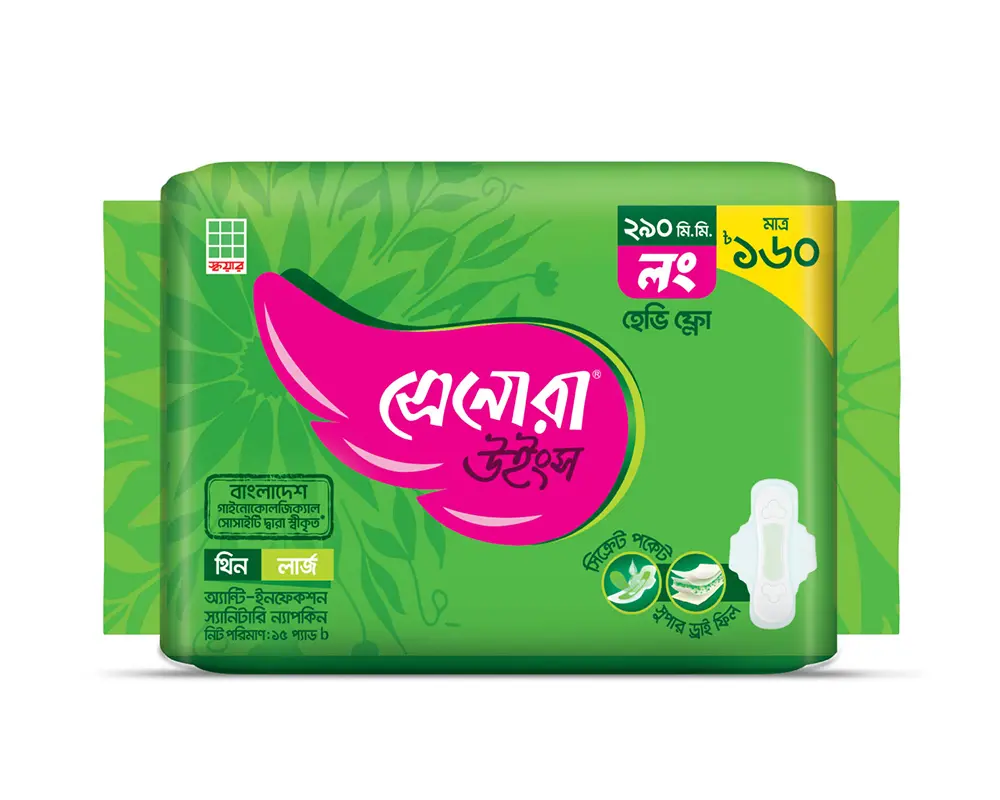 স্কয়ার
২৯০ মি.মি.
লং
হেভি ফ্লো
মাত্র
৳১৬০
সেনোরা®
উইংস
বাংলাদেশ
গাইনোকোলজিক্যাল
সোসাইটি দ্বারা স্বীকৃত*
থিন লার্জ
অ্যান্টি-ইনফেকশন
স্যানিটারি ন্যাপকিন
নিট পরিমাণ: ১৫ প্যাড b
সিক্রেট পকেট
সুপার ড্রাই ফিল